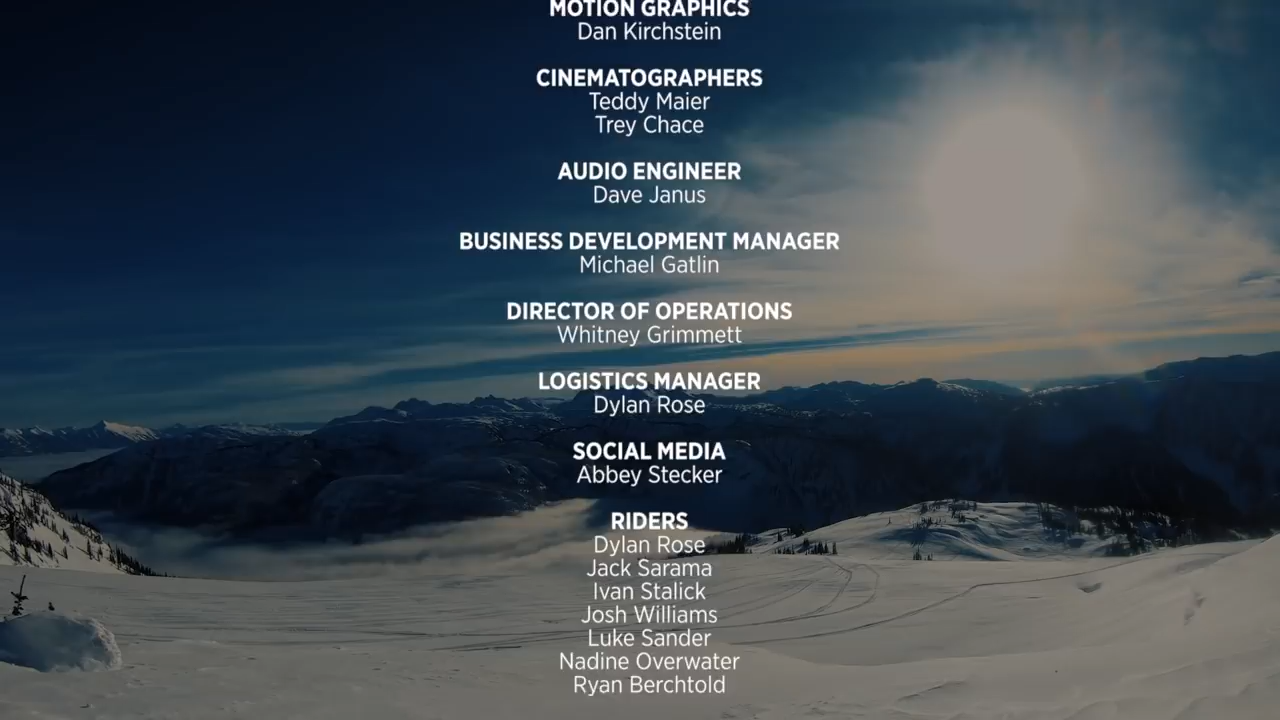 MOTION GRAPHICS
Dan Kirchstein
CINEMATOGRAPHERS
Teddy Maier
Trey Chace
AUDIO ENGINEER
Dave Janus
BUSINESS DEVELOPMENT MANAGER
Michael Gatlin
DIRECTOR OF OPERATIONS
Whitney Grimmett
LOGISTICS MANAGER
Dylan Rose
SOCIAL MEDIA
Abbey Stecker
RIDERS
Dylan Rose
Jack Sarama
Ivan Stalick
Josh Williams
Luke Sander
Nadine Overwater
Ryan Berchtold